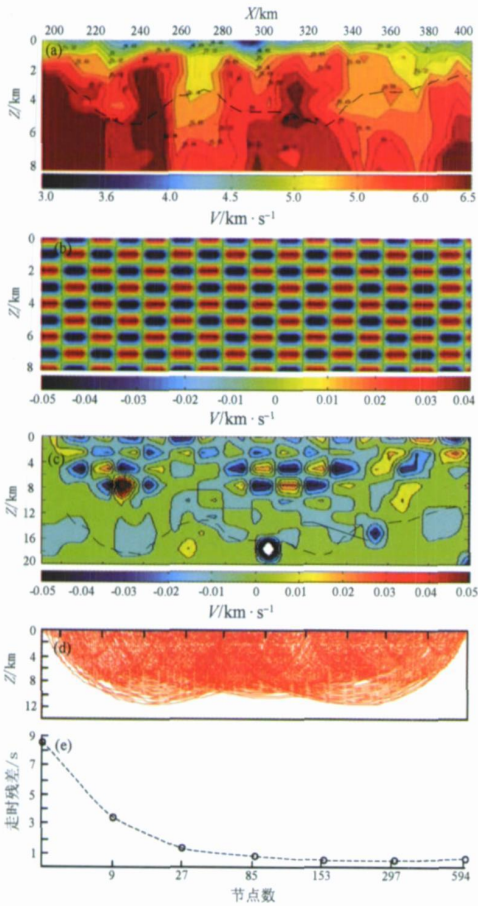 X/km
200 220 240 260 280 300 320 340 360 380 400
(a)
0
2
4
6
8
Z/km
3.0 3.6 4.0 4.5 5.0 5.5 6.0 6.5
V/km · s⁻¹
(b)
0
2
4
6
8
Z/km
-0.05 -0.04 -0.03 -0.02 -0.01 0 0.01 0.02 0.03 0.04
V/km · s⁻¹
(c)
0
4
8
12
16
20
Z/km
-0.05 -0.04 -0.03 -0.02 -0.01 0 0.01 0.02 0.03 0.04 0.05
V/km · s⁻¹
(d)
0
4
8
12
Z/km
(e)
9
7
5
3
1
走时残差/s
9 27 85 153 297 594
节点数